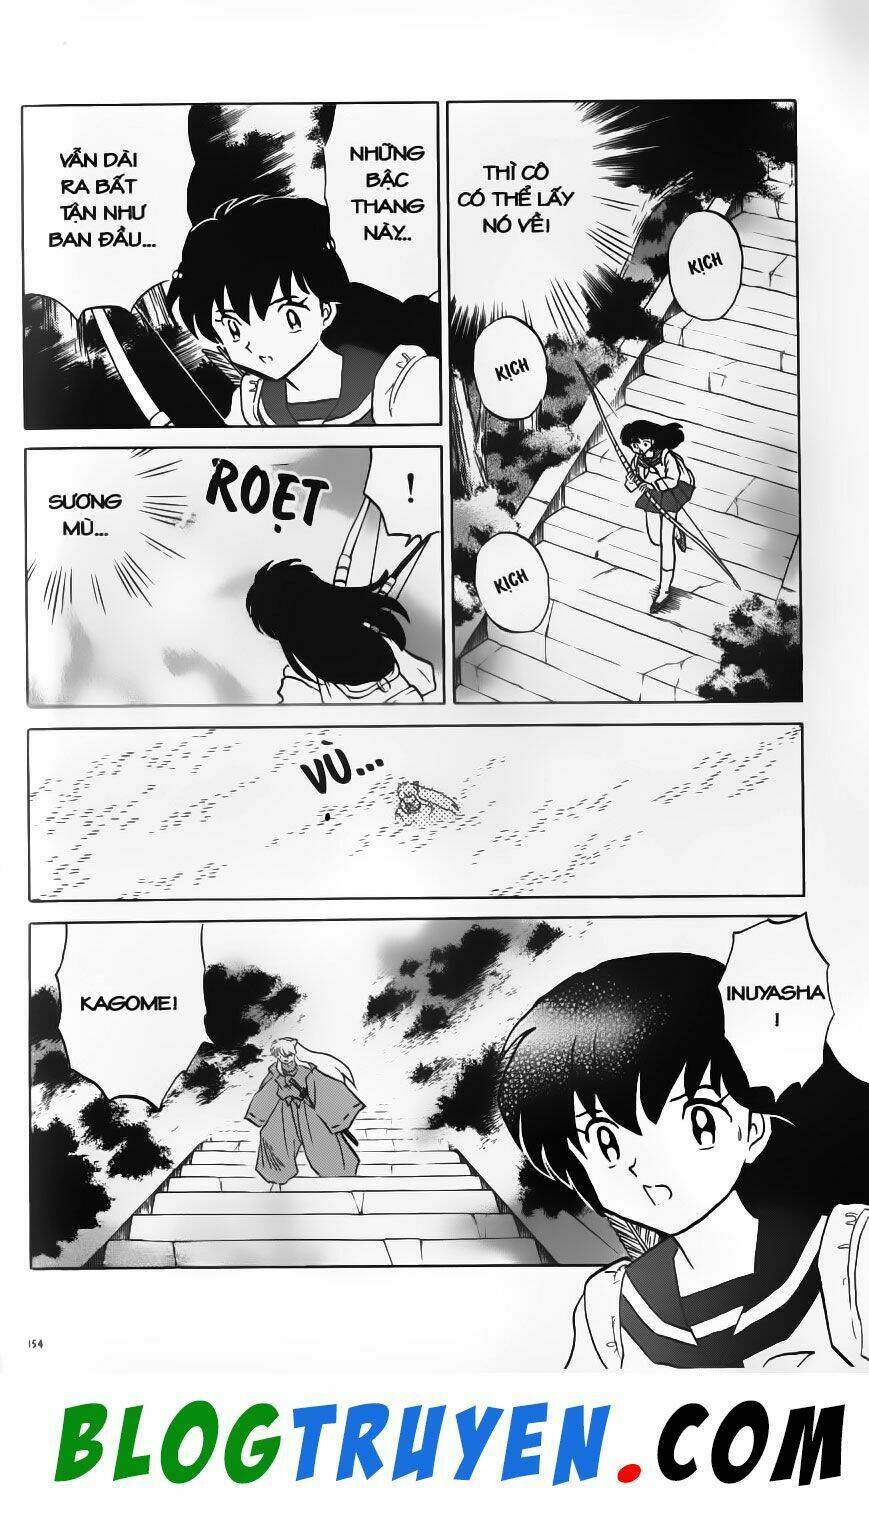 THÌ CÔ
CÓ THỂ LẤY
NÓ VỀ!
KỊCH
KỊCH
KỊCH
NHỮNG
BẬC
THANG
NÀY...
VẪN DÀI
RA BẤT
TẬN NHƯ
BAN ĐẦU...
!
ROẸT
SƯƠNG
MÙ...
VÙ...
INUYASHA
!
KAGOME!
154
BLOGTRUYEN.COM